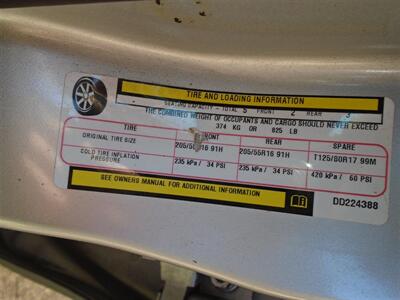 TIRE AND LOADING INFORMATION
SEATING CAPACITY - TOTAL 5 FRONT 2 REAR 3
THE COMBINED WEIGHT OF OCCUPANTS AND CARGO SHOULD NEVER EXCEED
374 KG OR 825 LB
TIRE FRONT REAR SPARE
ORIGINAL TIRE SIZE 205/55R16 91H 205/55R16 91H T125/80R17 99M
COLD TIRE INFLATION PRESSURE 235 kPa / 34 PSI 235 kPa / 34 PSI 420 kPa / 60 PSI
SEE OWNERS MANUAL FOR ADDITIONAL INFORMATION
DD224388